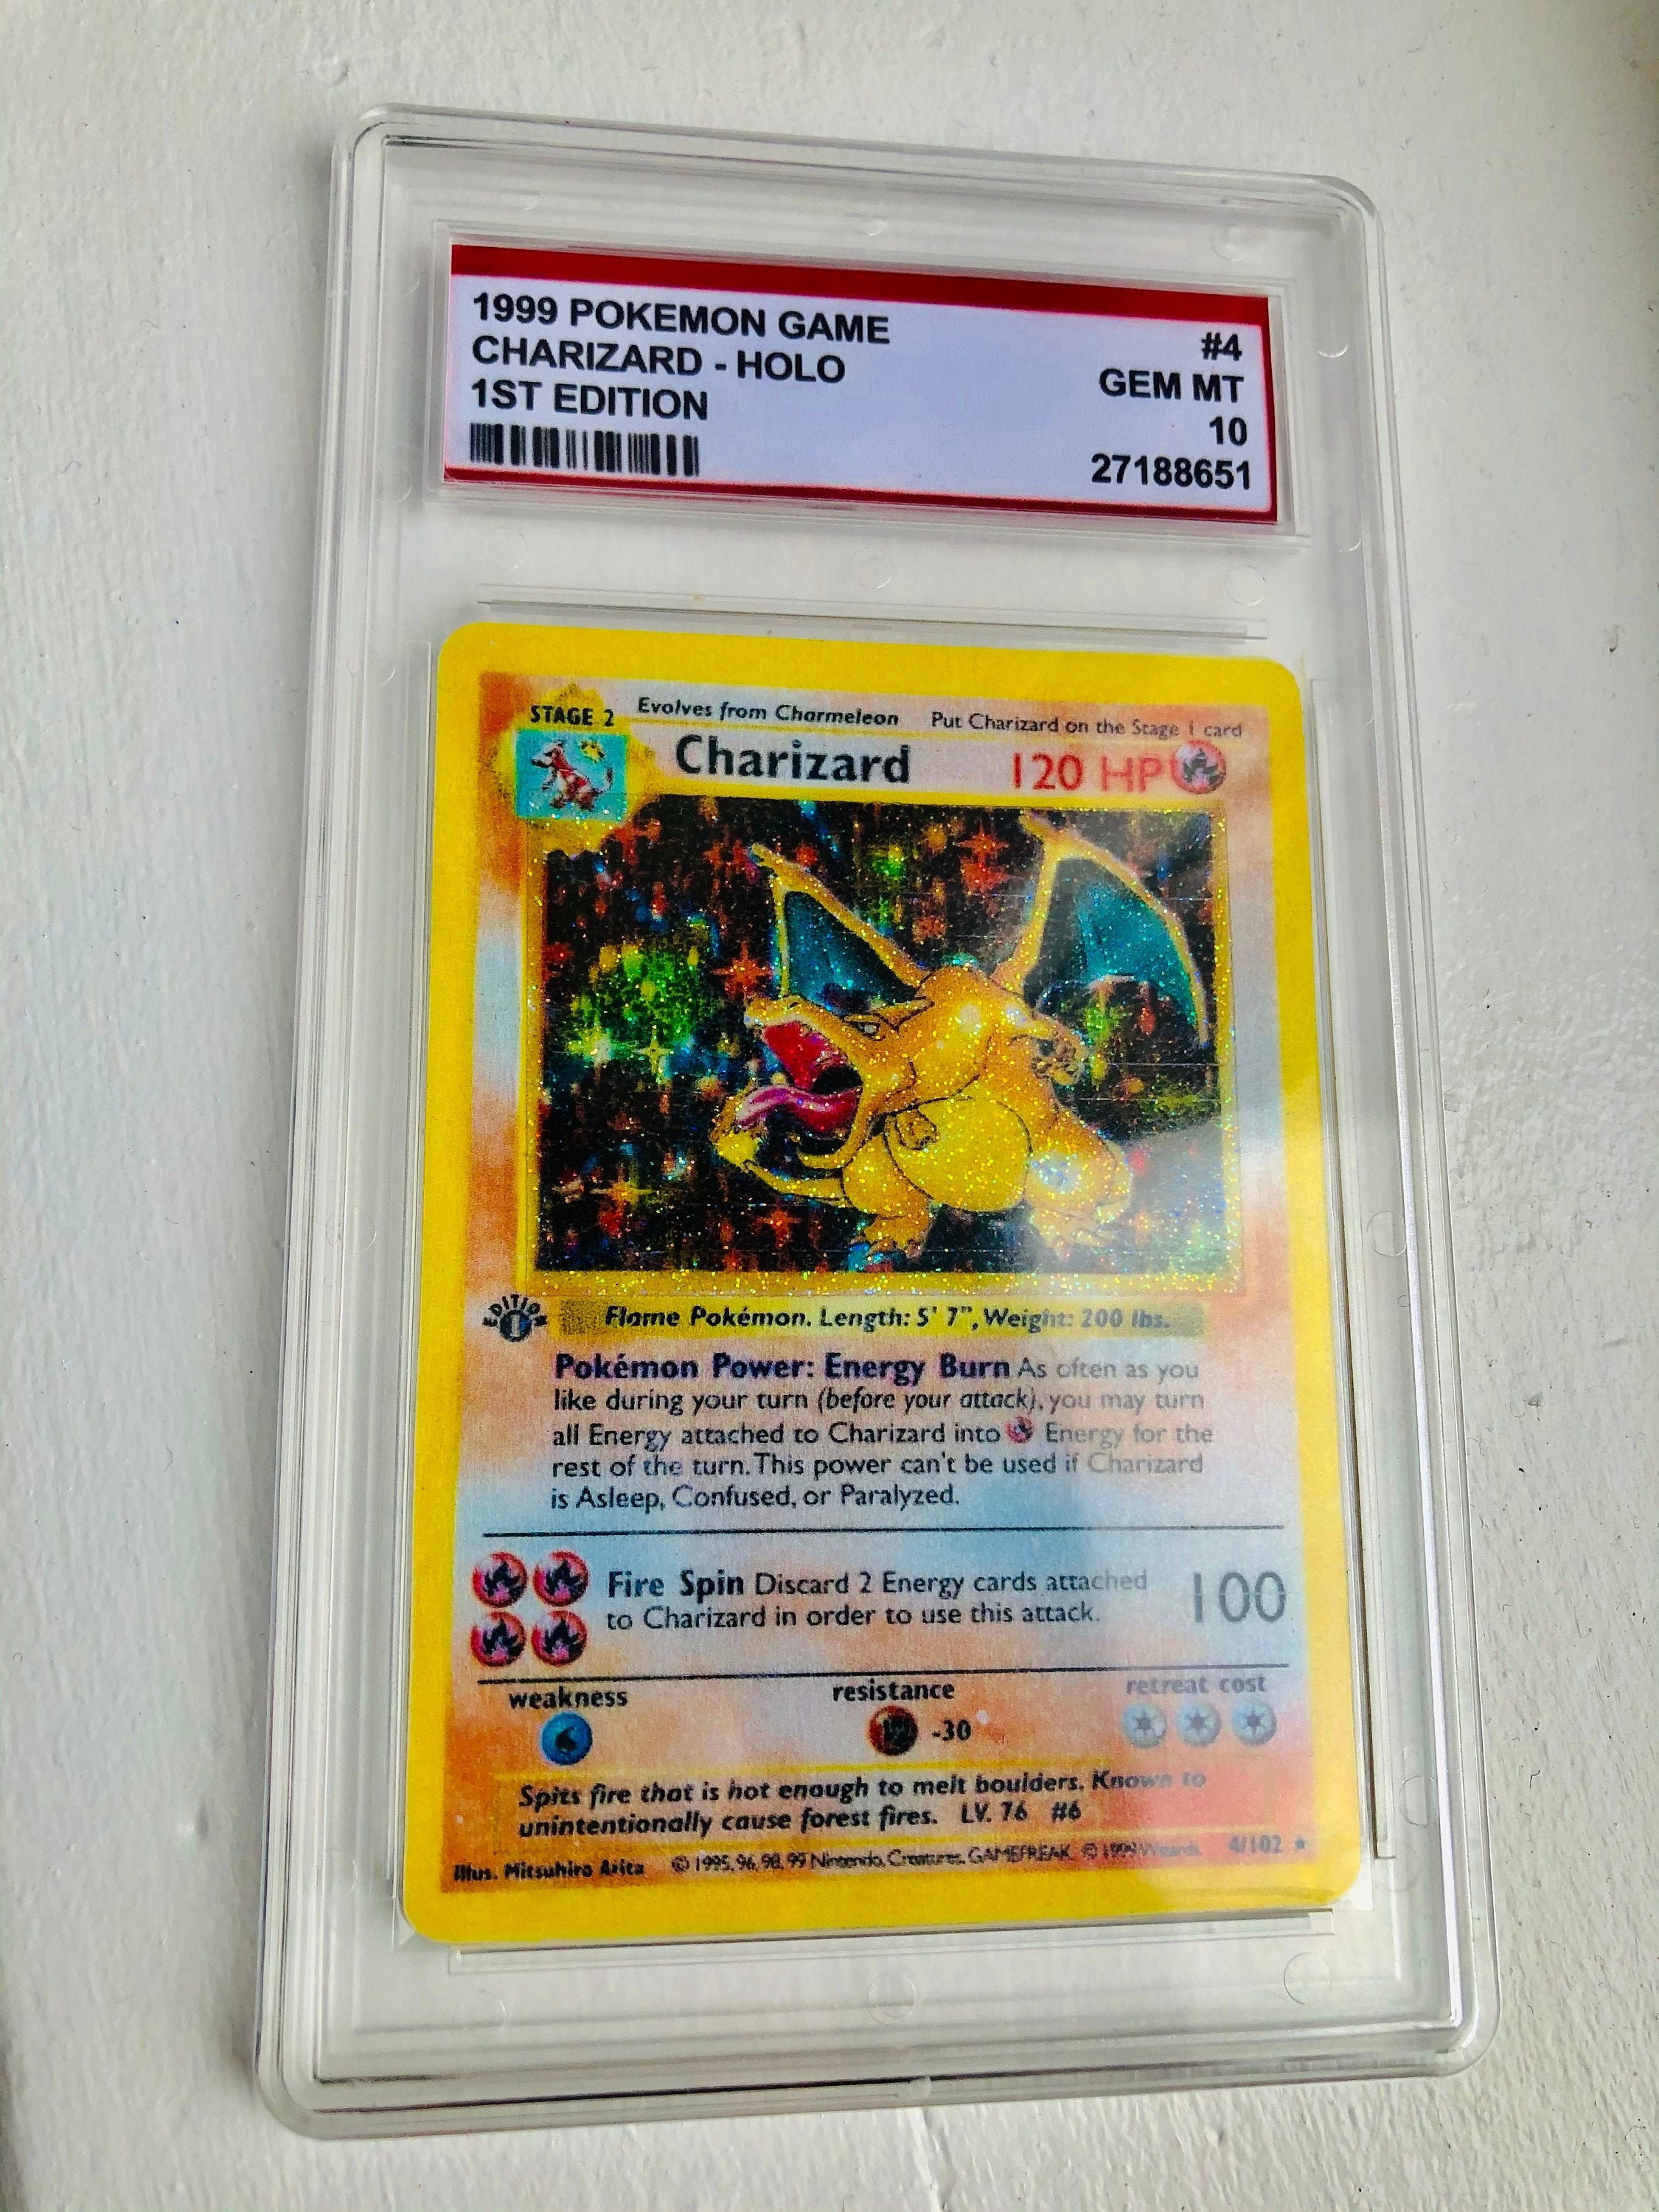 1999 POKEMON GAME #4
CHARIZARD - HOLO GEM MT
1ST EDITION 10
27188651
STAGE 2 Evolves from Charmeleon Put Charizard on the Stage 1 card
Charizard 120 HP
EDITION 1
Flame Pokémon. Length: 5' 7", Weight: 200 lbs.
Pokémon Power: Energy Burn As often as you
like during your turn (before your attack), you may turn
all Energy attached to Charizard into Energy for the
rest of the turn. This power can't be used if Charizard
is Asleep, Confused, or Paralyzed.
Fire Spin Discard 2 Energy cards attached
to Charizard in order to use this attack. 100
weakness resistance retreat cost
-30
Spits fire that is hot enough to melt boulders. Known to
unintentionally cause forest fires. LV. 76 #6
Illus. Mitsuhiro Arita © 1995, 96, 98, 99 Nintendo, Creatures, GAMEFREAK. © 1999 Wizards. 4/102 ★